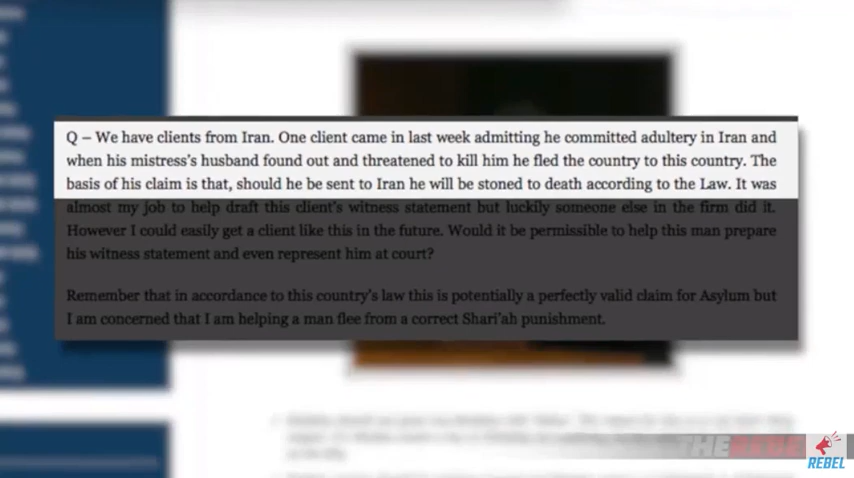 Q – We have clients from Iran. One client came in last week admitting he committed adultery in Iran and
when his mistress's husband found out and threatened to kill him he fled the country to this country. The
basis of his claim is that, should he be sent to Iran he will be stoned to death according to the Law. It was
almost my job to help draft this client's witness statement but luckily someone else in the firm did it.
However I could easily get a client like this in the future. Would it be permissible to help this man prepare
his witness statement and even represent him at court?
Remember that in accordance to this country's law this is potentially a perfectly valid claim for Asylum but
I am concerned that I am helping a man flee from a correct Shari'ah punishment.
THEREBEL
REBEL